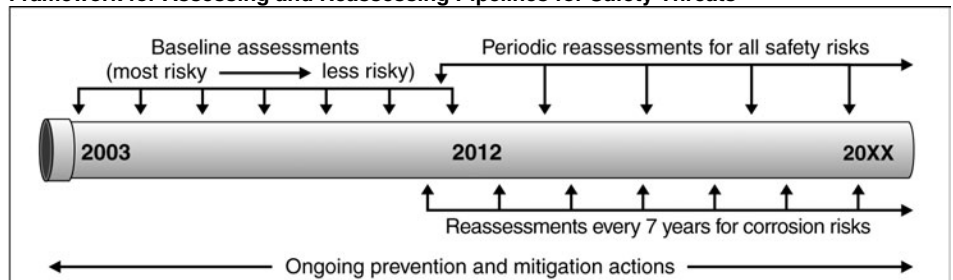 Framework for Assessing and Reassessing Pipelines for Safety Threats
Baseline assessments
(most risky less risky)
Periodic reassessments for all safety risks
2003
2012
20XX
Reassessments every 7 years for corrosion risks
Ongoing prevention and mitigation actions